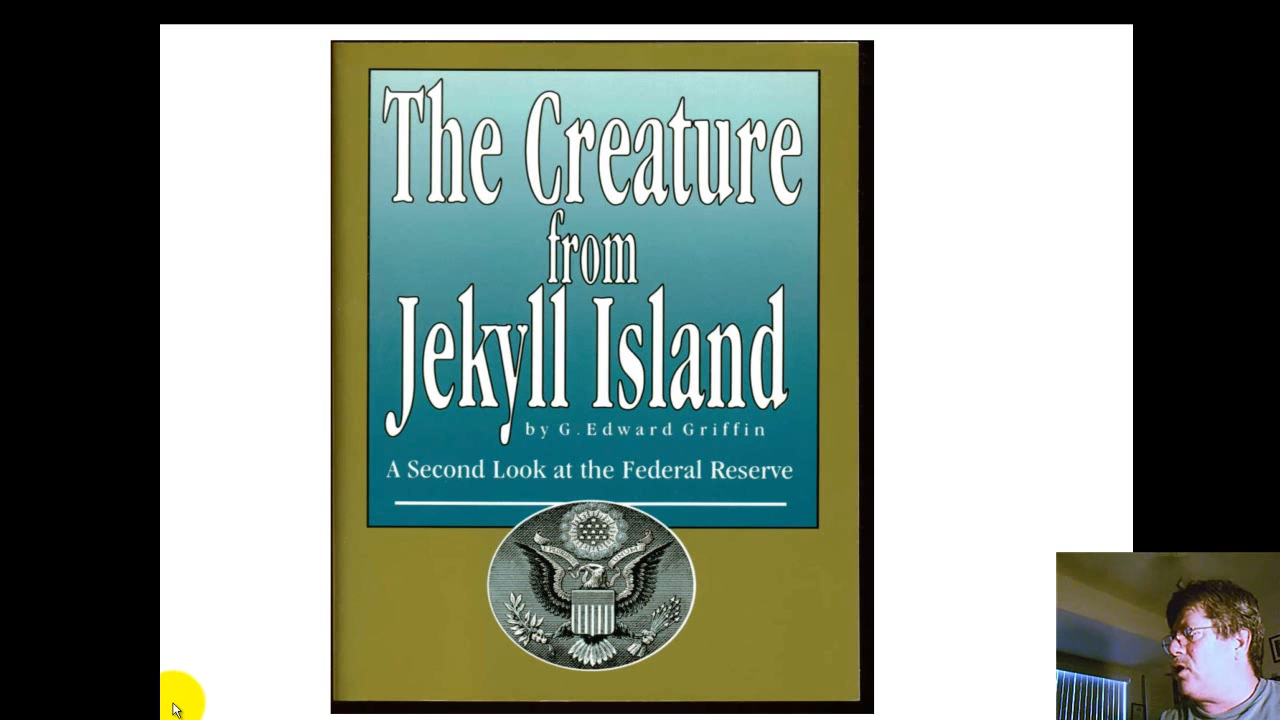 The Creature
from
Jekyll Island
by G. Edward Griffin
A Second Look at the Federal Reserve